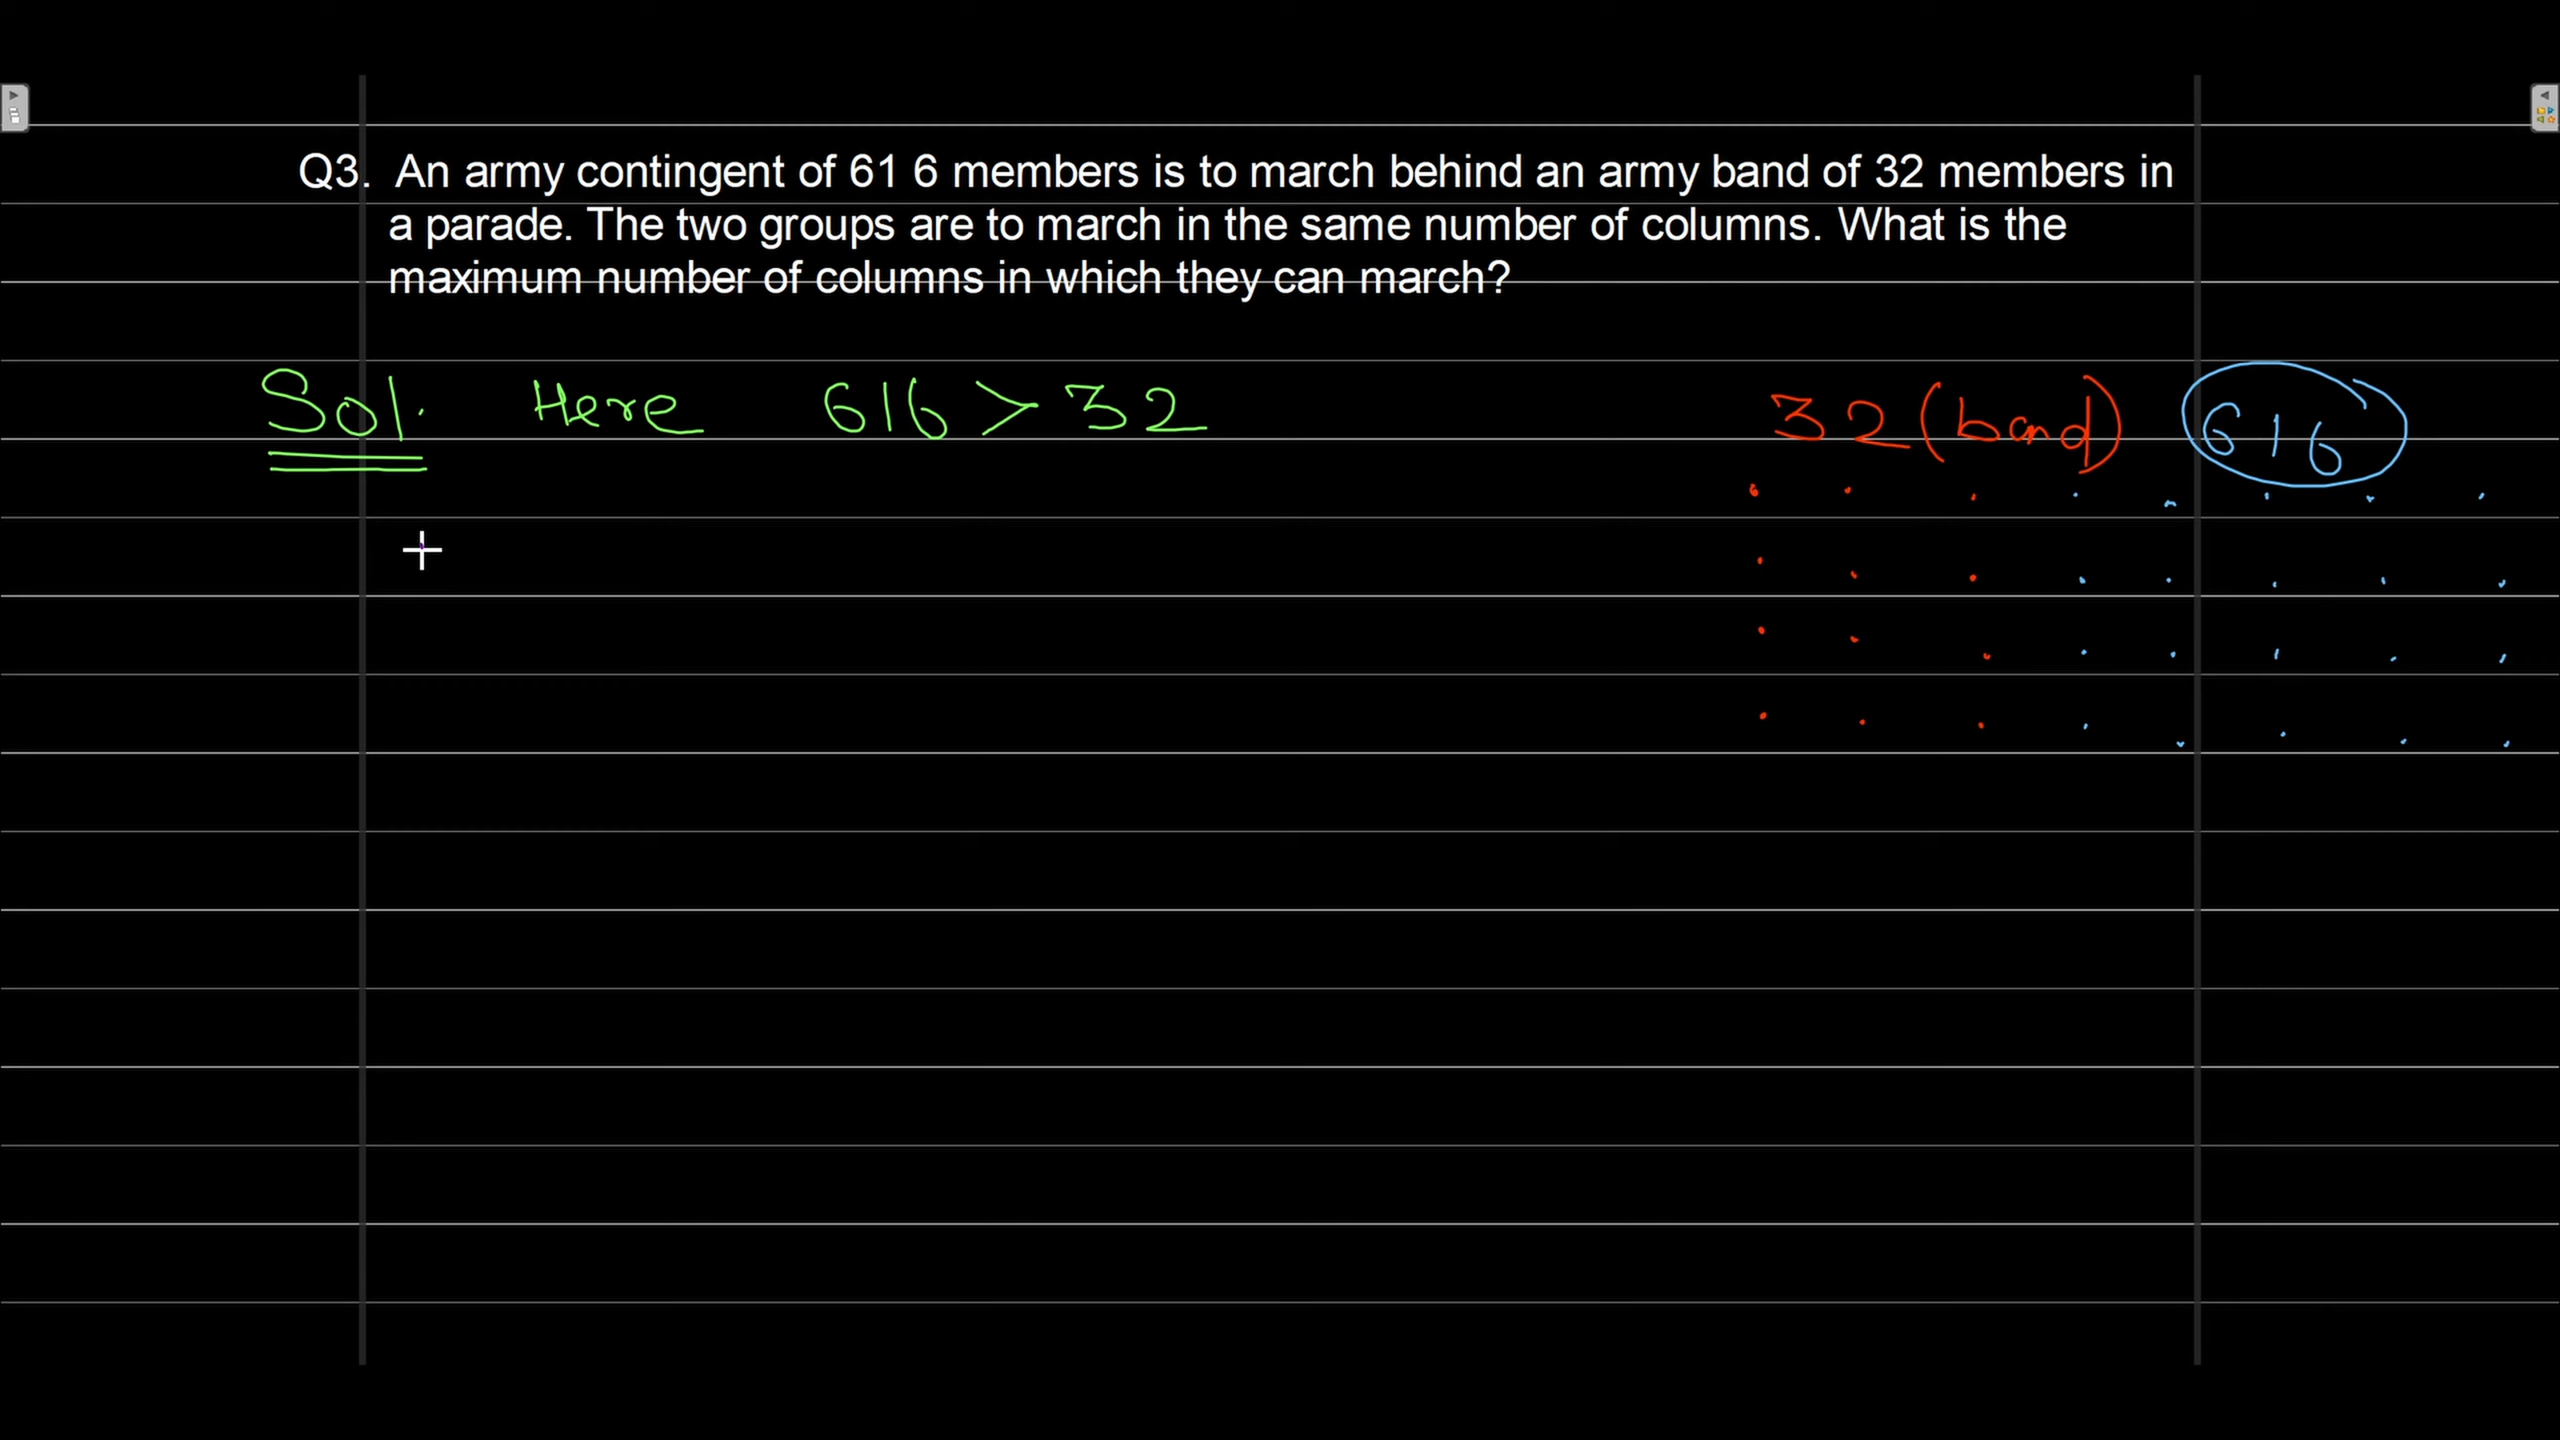 Q3. An army contingent of 61 6 members is to march behind an army band of 32 members in
a parade. The two groups are to march in the same number of columns. What is the
maximum number of columns in which they can march?
Sol. Here 616 > 32
32 (band) 616